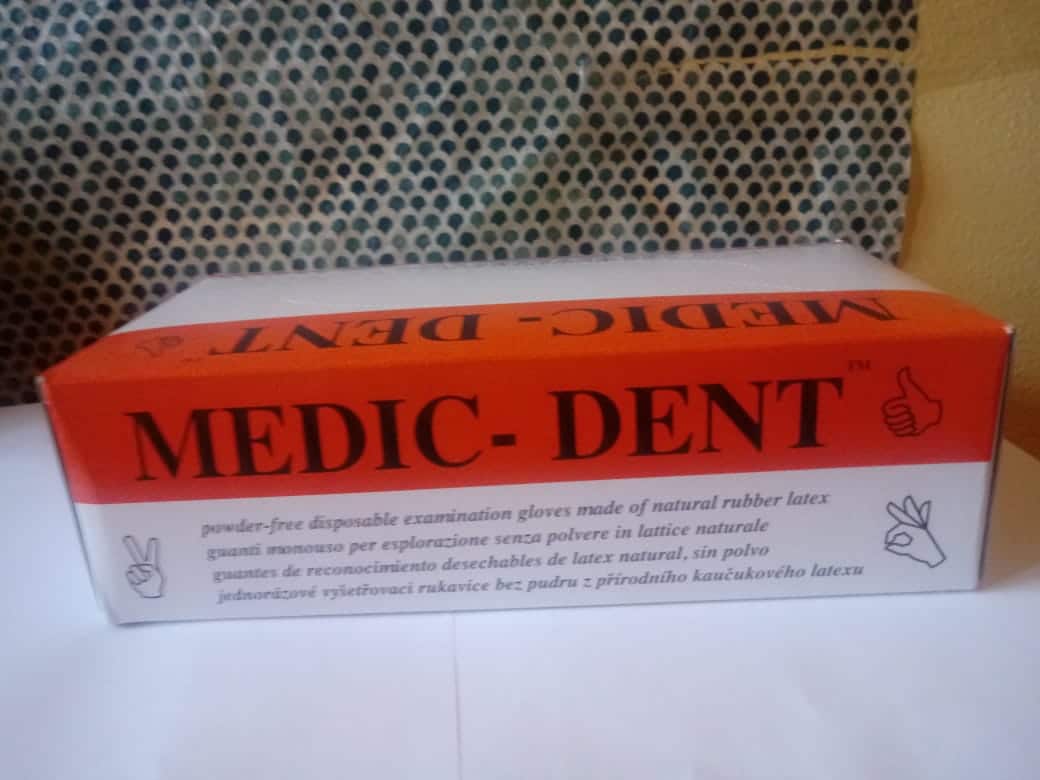 MEDIC - DENT
MEDIC- DENT™
powder-free disposable examination gloves made of natural rubber latex
guanti monouso per esplorazione senza polvere in lattice naturale
guantes de reconocimiento desechables de latex natural, sin polvo
jednorázové vyšetřovací rukavice bez pudru z přírodního kaučukového latexu